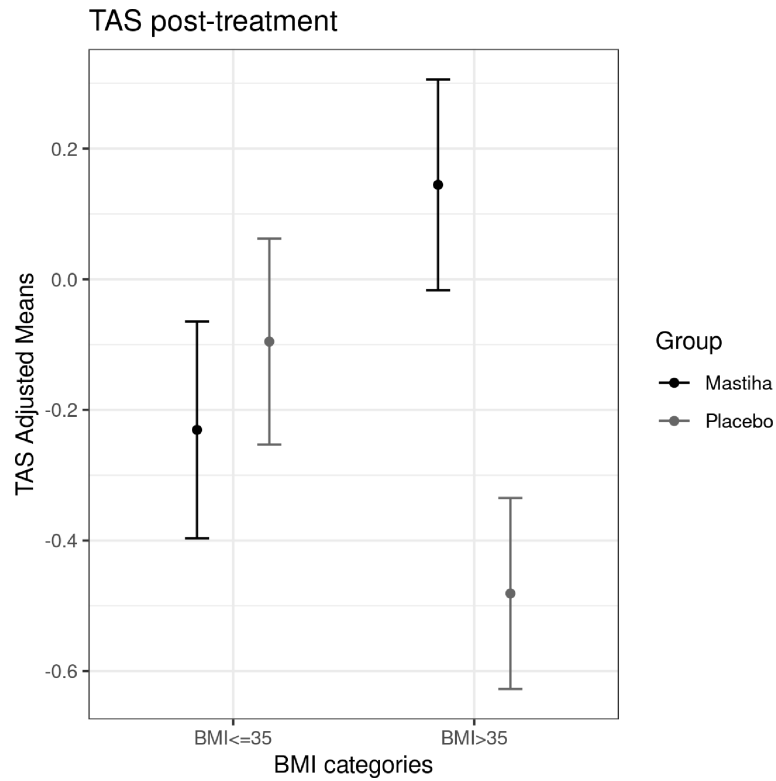 TAS post-treatment
TAS Adjusted Means
0.2
0.0
-0.2
-0.4
-0.6
BMI<=35
BMI>35
BMI categories
Group
Mastiha
Placebo